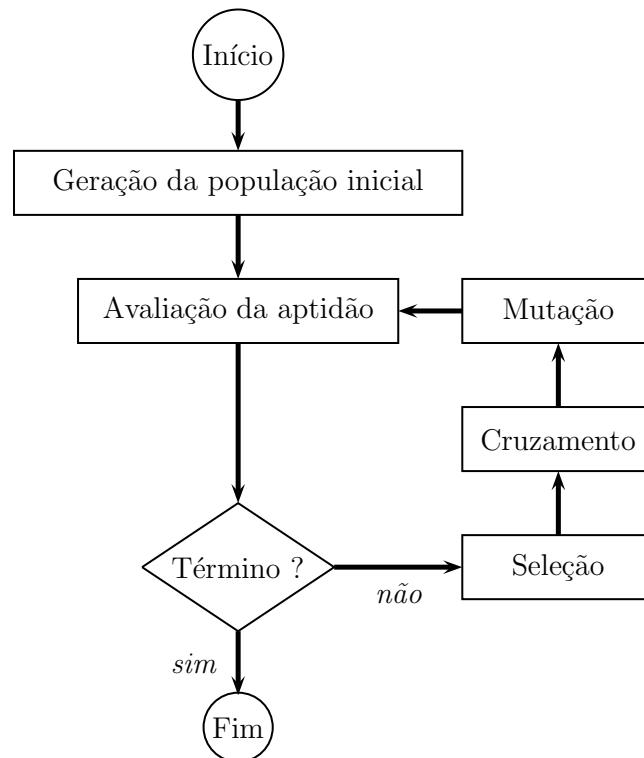 Início
Geração da população inicial
Avaliação da aptidão
Mutação
Cruzamento
Término ?
não
Seleção
sim
Fim